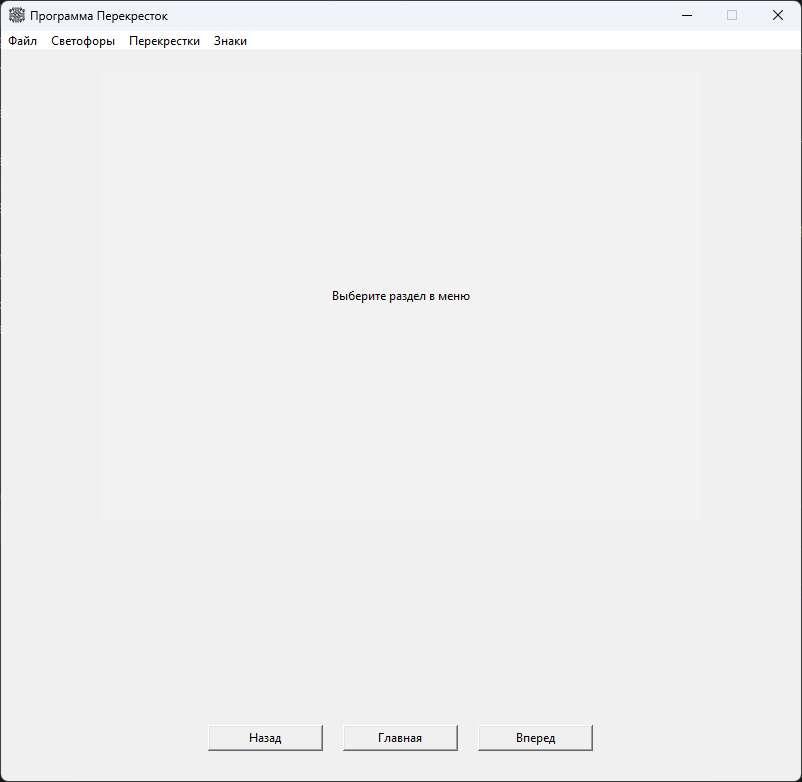 Программа Перекресток
Файл Светофоры Перекрестки Знаки
Выберите раздел в меню
Назад Главная Вперед